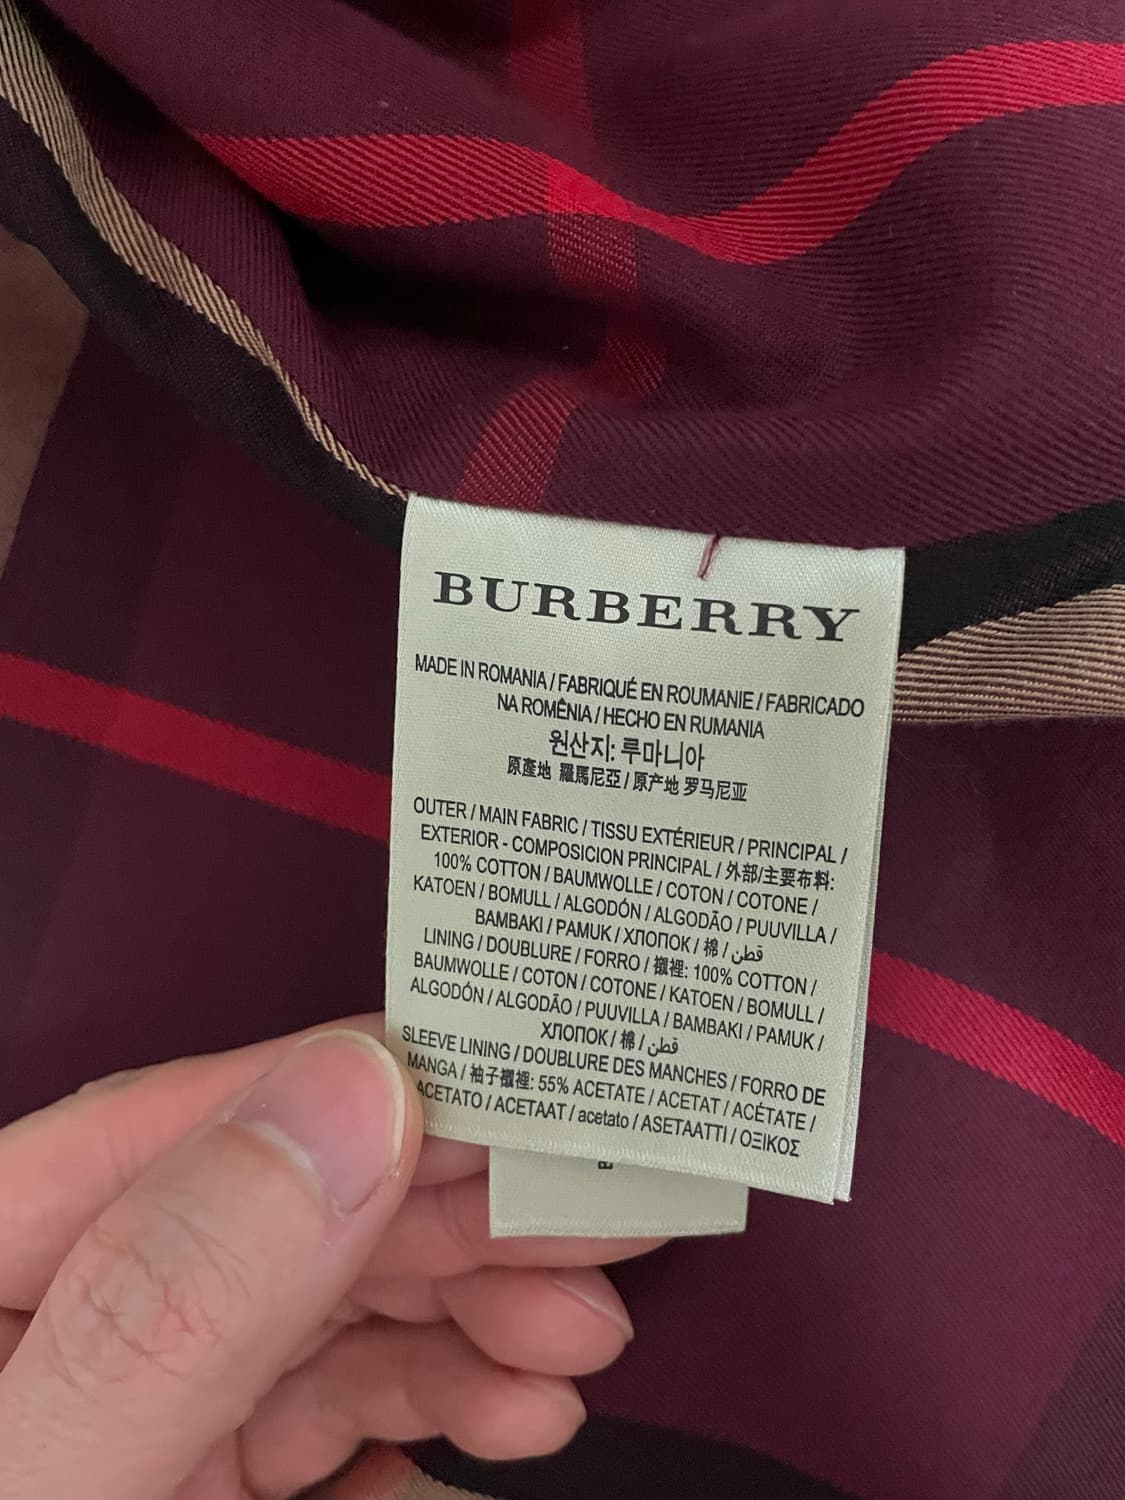 BURBERRY
MADE IN ROMANIA / FABRIQUÉ EN ROUMANIE / FABRICADO
NA ROMÊNIA / HECHO EN RUMANIA
원산지: 루마니아
原產地 羅馬尼亞 / 原产地 罗马尼亚
OUTER / MAIN FABRIC / TISSU EXTÉRIEUR / PRINCIPAL /
EXTERIOR - COMPOSICION PRINCIPAL / 外部/主要布料:
100% COTTON / BAUMWOLLE / COTON / COTONE /
KATOEN / BOMULL / ALGODÓN / ALGODÃO / PUUVILLA /
BAMBAKI / PAMUK / ХЛОПОК / 棉 / قطن
LINING / DOUBLURE / FORRO / 襯裡: 100% COTTON /
BAUMWOLLE / COTON / COTONE / KATOEN / BOMULL /
ALGODÓN / ALGODÃO / PUUVILLA / BAMBAKI / PAMUK /
ХЛОПОК / 棉 / قطن
SLEEVE LINING / DOUBLURE DES MANCHES / FORRO DE
MANGA / 袖子襯裡: 55% ACETATE / ACETAT / ACÉTATE /
ACETATO / ACETAAT / acetato / ASETAATTI / ΟΞΙΚΟΣ